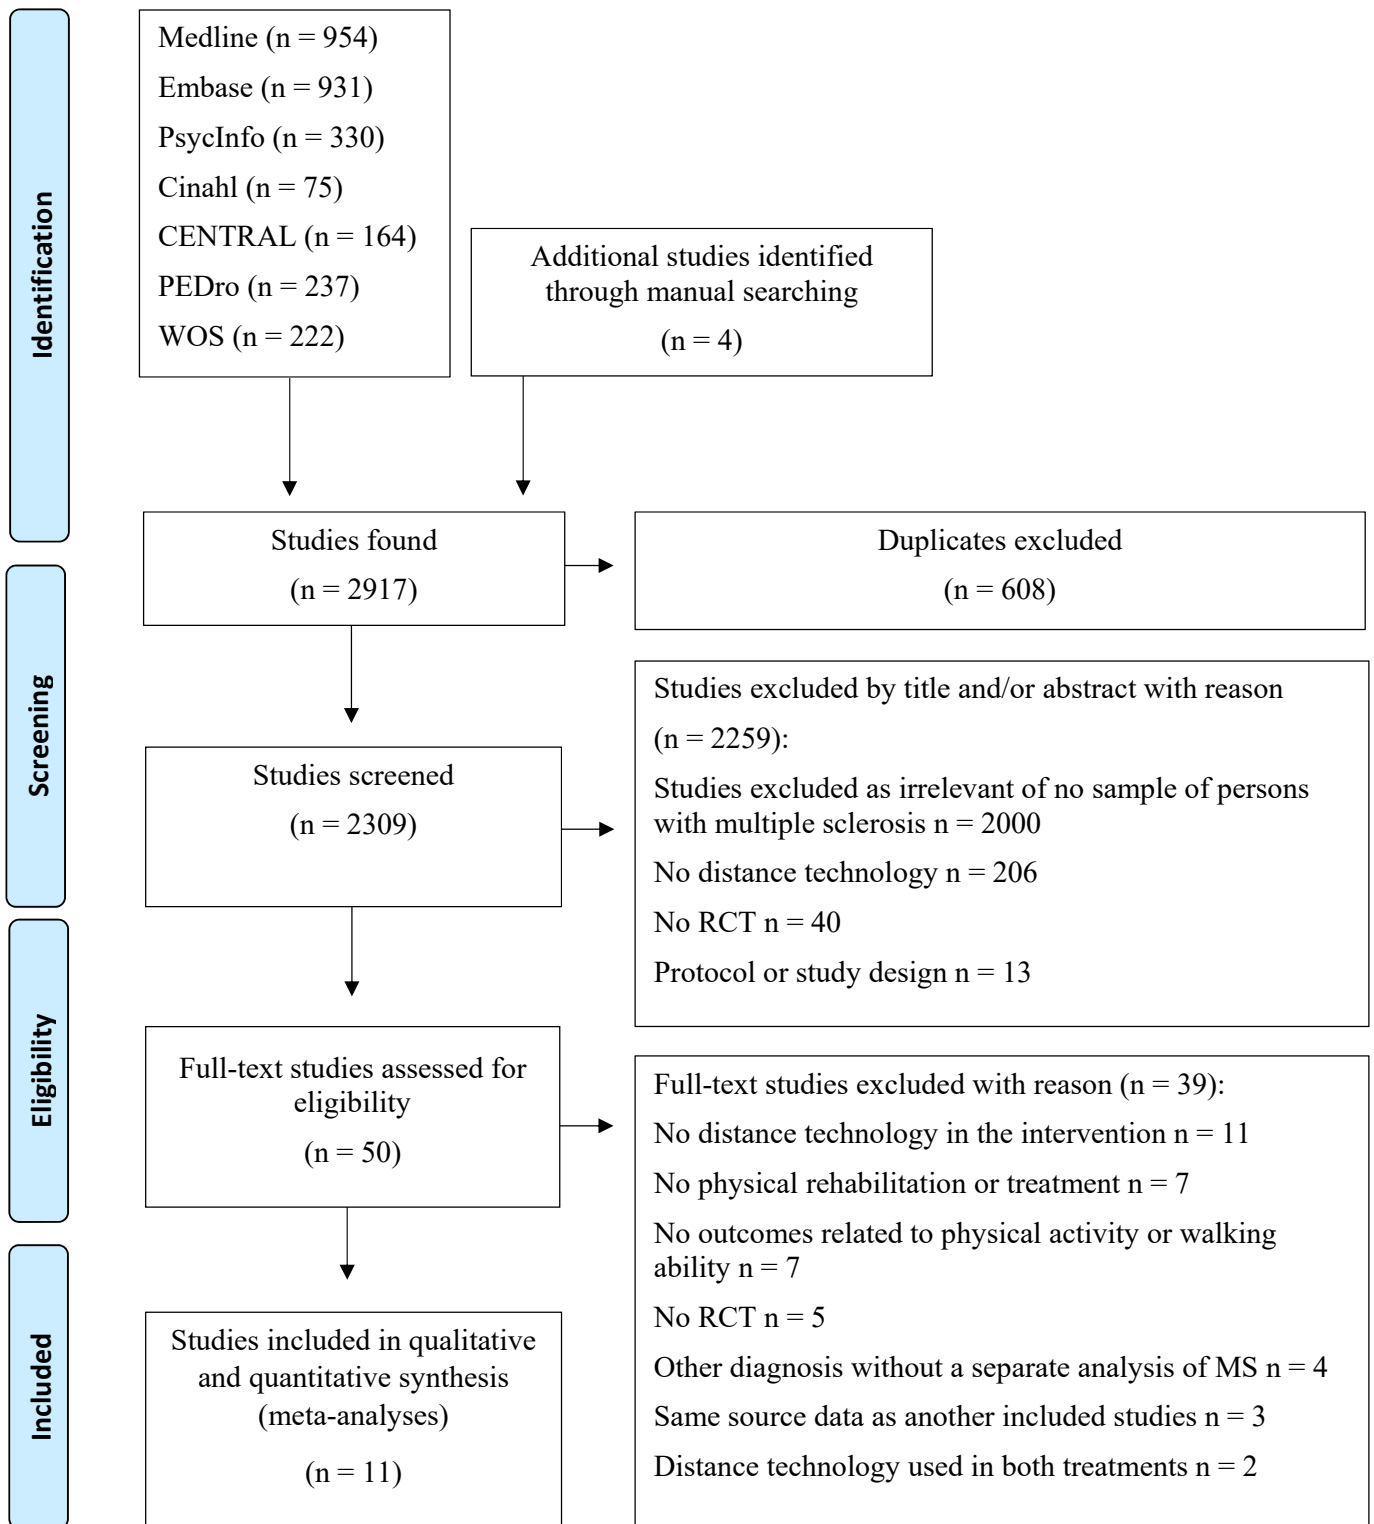 Identification
Medline (n = 954)
Embase (n = 931)
PsycInfo (n = 330)
Cinahl (n = 75)
CENTRAL (n = 164)
PEDro (n = 237)
WOS (n = 222)
Additional studies identified
through manual searching
(n = 4)
Studies found
(n = 2917)
Duplicates excluded
(n = 608)
Screening
Studies screened
(n = 2309)
Studies excluded by title and/or abstract with reason
(n = 2259):
Studies excluded as irrelevant of no sample of persons
with multiple sclerosis n = 2000
No distance technology n = 206
No RCT n = 40
Protocol or study design n = 13
Eligibility
Full-text studies assessed for
eligibility
(n = 50)
Full-text studies excluded with reason (n = 39):
No distance technology in the intervention n = 11
No physical rehabilitation or treatment n = 7
No outcomes related to physical activity or walking
ability n = 7
No RCT n = 5
Other diagnosis without a separate analysis of MS n = 4
Same source data as another included studies n = 3
Distance technology used in both treatments n = 2
Included
Studies included in qualitative
and quantitative synthesis
(meta-analyses)
(n = 11)